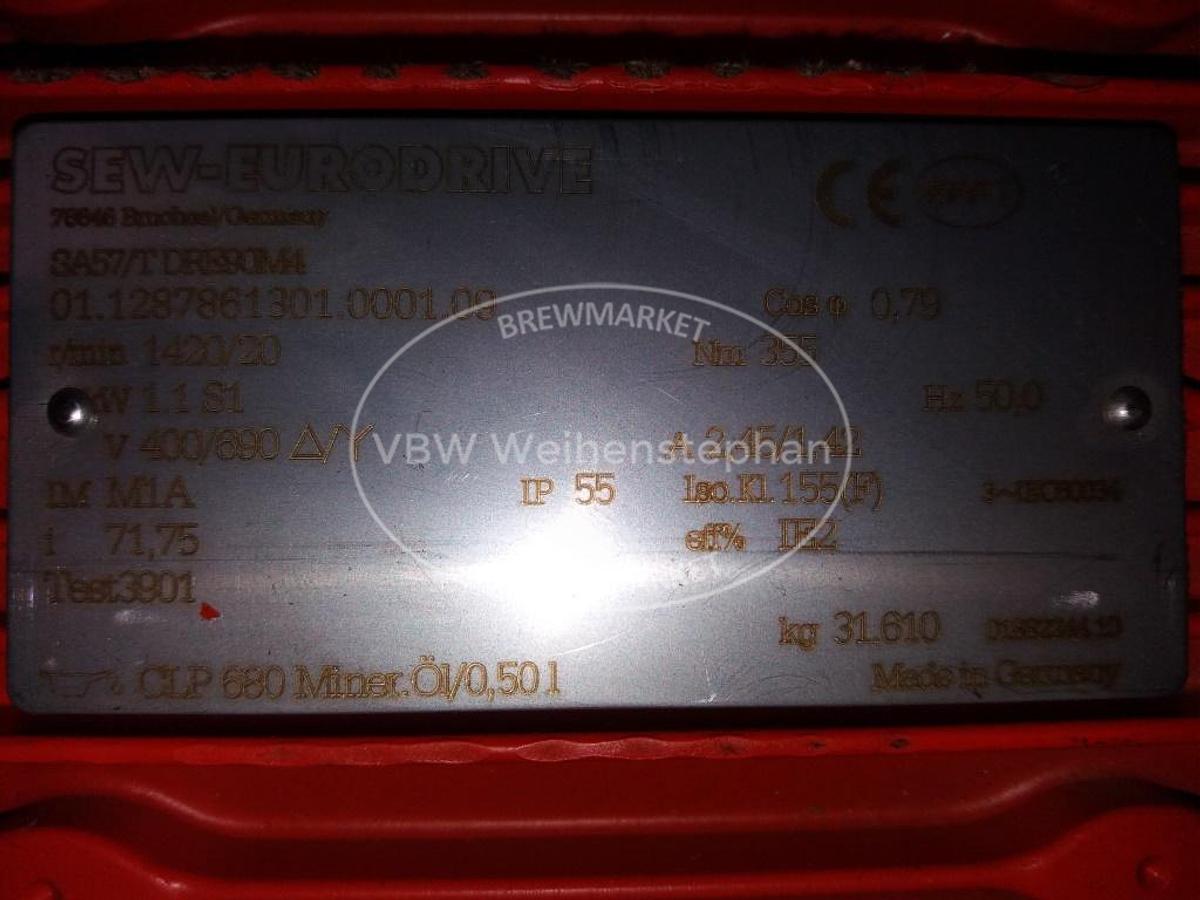 SEW-EURODRIVE
76646 Bruchsal/Germany
CE
SA57/T DRE90M4
01.1287861301.0001.09 Cos φ 0,79
r/min 1420/20 Nm 355
kW 1.1 S1 Hz 50,0
V 400/690 Δ/Y A 2,45/1,42
IM M1A IP 55 Iso.Kl. 155(F) 3~IEC60034
i 71,75 eff% IE2
Test3901
kg 31.610
CLP 680 Miner.Öl/0,50 l Made in Germany
BREWMARKET
VBW Weihenstephan